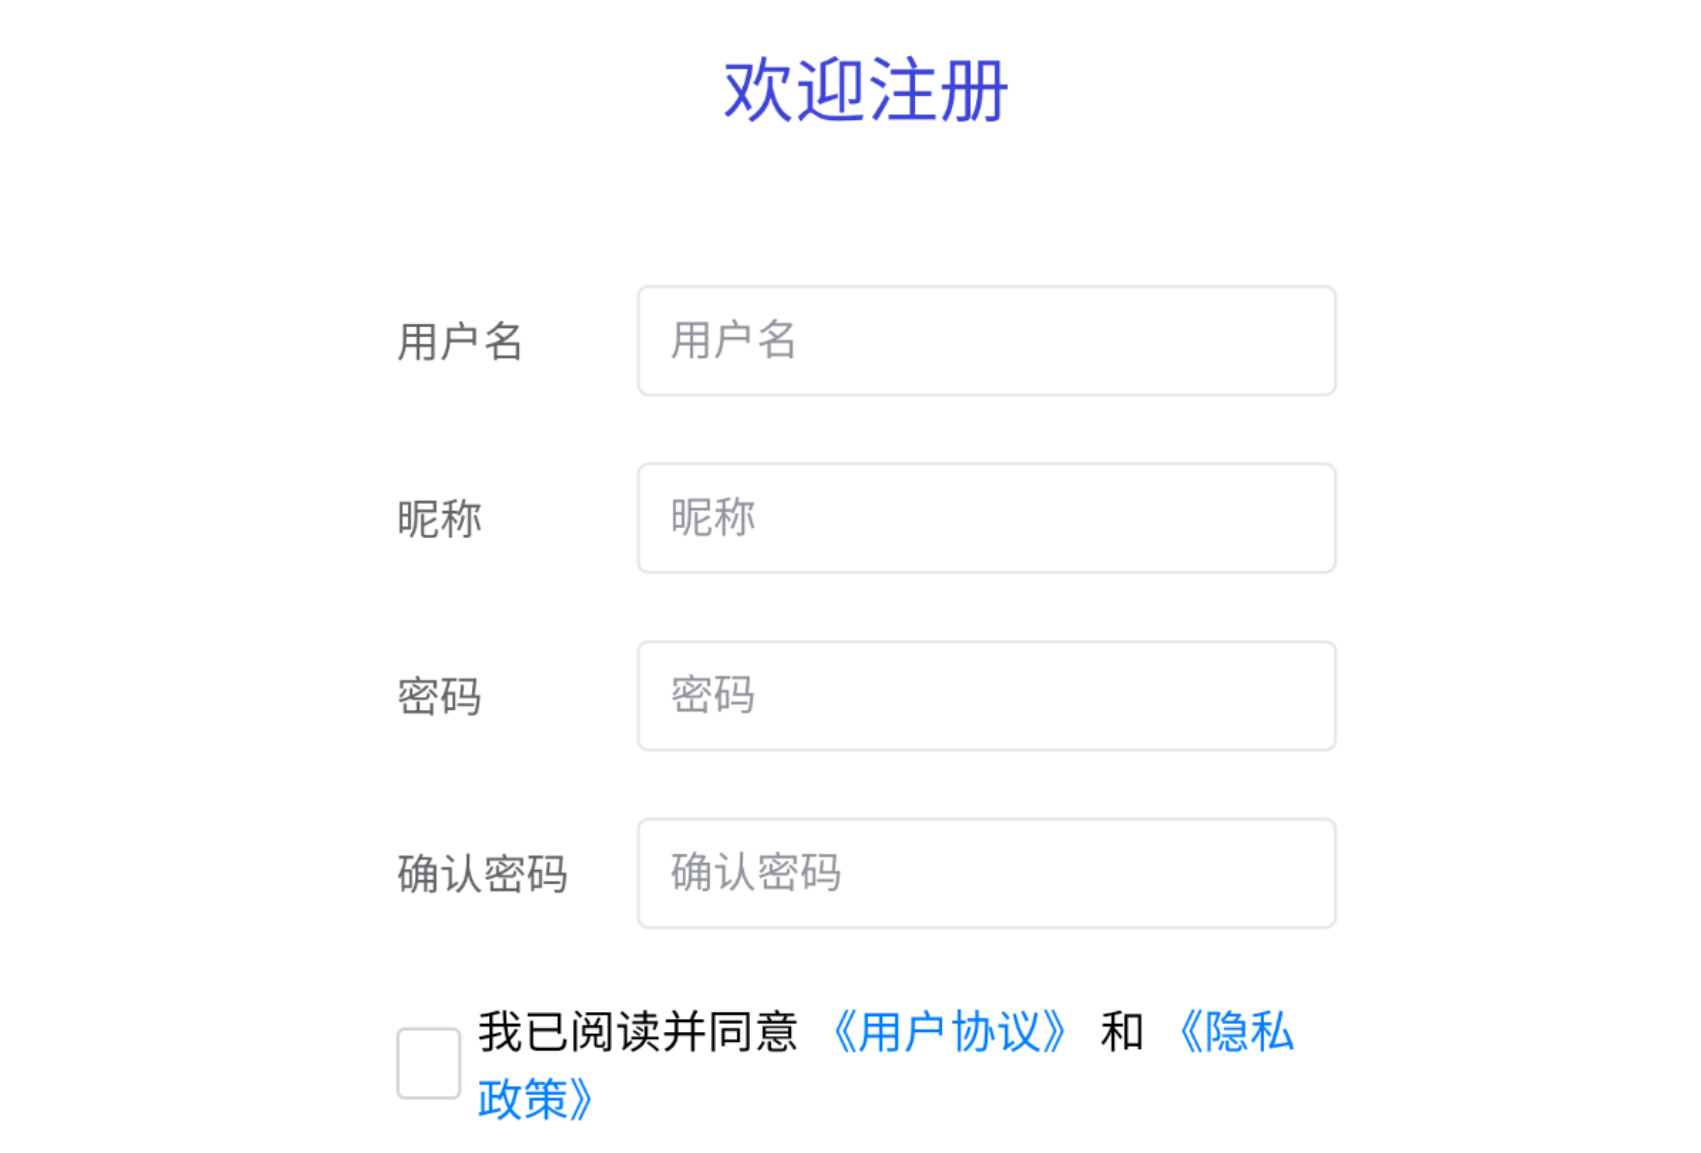 欢迎注册
用户名 用户名
昵称 昵称
密码 密码
确认密码 确认密码
我已阅读并同意 《用户协议》 和 《隐私
政策》